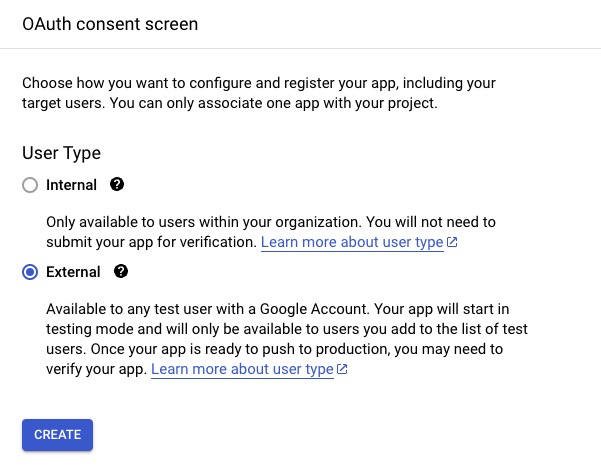 OAuth consent screen
Choose how you want to configure and register your app, including your
target users. You can only associate one app with your project.
User Type
Internal ?
Only available to users within your organization. You will not need to
submit your app for verification. Learn more about user type
External ?
Available to any test user with a Google Account. Your app will start in
testing mode and will only be available to users you add to the list of test
users. Once your app is ready to push to production, you may need to
verify your app. Learn more about user type
CREATE